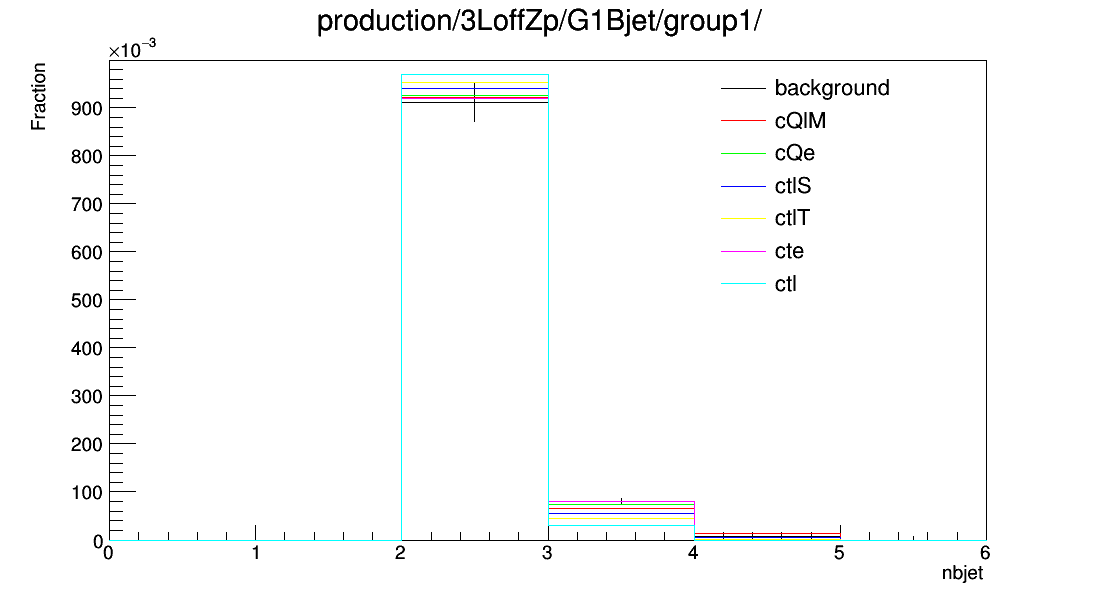 production/3LoffZp/G1Bjet/group1/
×10−3
Fraction
background
cQlM
cQe
ctlS
ctlT
cte
ctl
900
800
700
600
500
400
300
200
100
0
0 1 2 3 4 5 6
nbjet